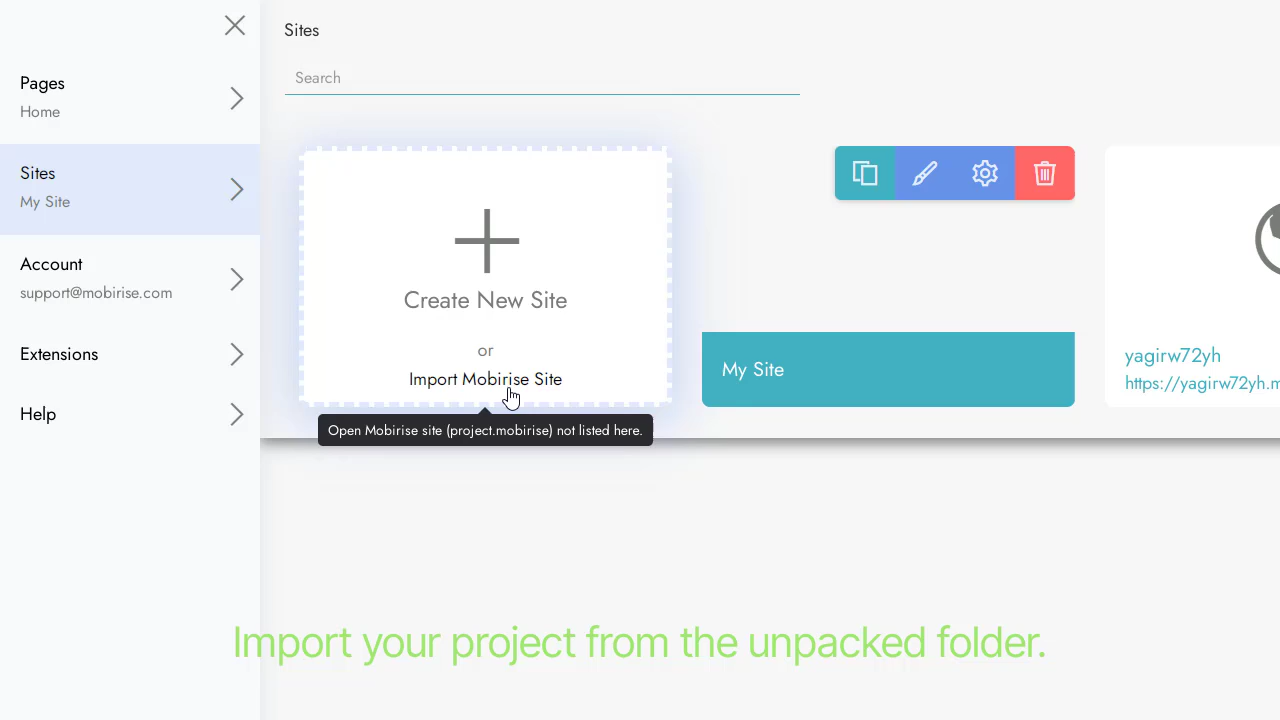 Pages
Home
Sites
My Site
Account
support@mobirise.com
Extensions
Help
Sites
Search
Create New Site
or
Import Mobirise Site
Open Mobirise site (project.mobirise) not listed here.
My Site
yagirw72yh
https://yagirw72yh.m
Import your project from the unpacked folder.